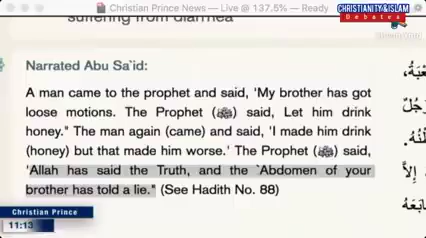 Christian Prince News — Live @ 137.5% — Ready
CHRISTIANITY&ISLAM
Debates
suffering from diarrhea
Narrated Abu Sa`id:
A man came to the prophet and said, 'My brother has got
loose motions. The Prophet (ﷺ) said, Let him drink
honey." The man again (came) and said, 'I made him drink
(honey) but that made him worse.' The Prophet (ﷺ) said,
'Allah has said the Truth, and the `Abdomen of your
brother has told a lie." (See Hadith No. 88)
Christian Prince
11:13